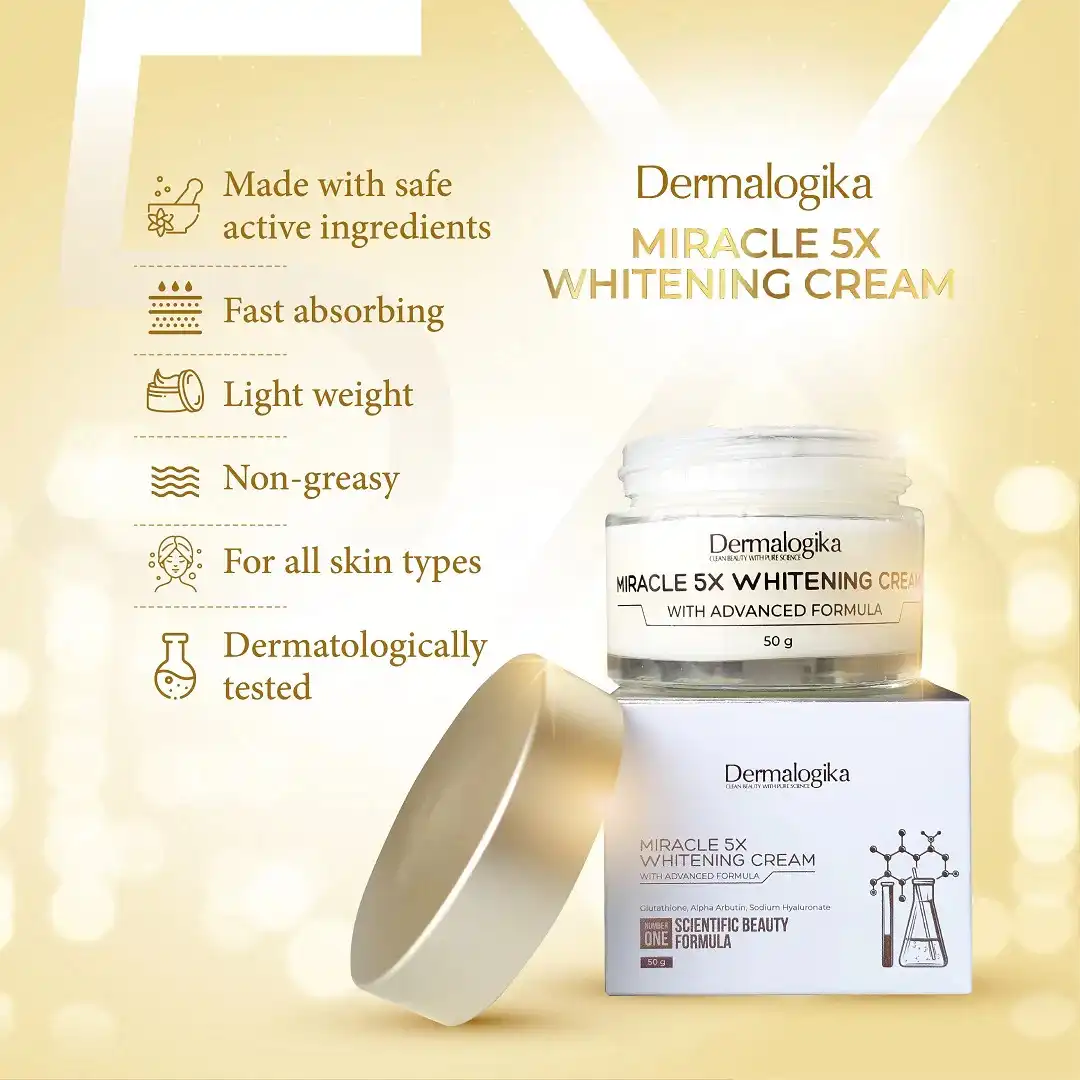 Made with safe
active ingredients
Fast absorbing
Light weight
Non-greasy
For all skin types
Dermatologically
tested
Dermalogika
MIRACLE 5X
WHITENING CREAM
Dermalogika
CLEAN BEAUTY WITH PURE SCIENCE
MIRACLE 5X WHITENING CREAM
WITH ADVANCED FORMULA
50 g
Dermalogika
CLEAN BEAUTY WITH PURE SCIENCE
MIRACLE 5X
WHITENING CREAM
WITH ADVANCED FORMULA
Glutathione, Alpha Arbutin, Sodium Hyaluronate
NUMBER
ONE
SCIENTIFIC BEAUTY
FORMULA
50 g